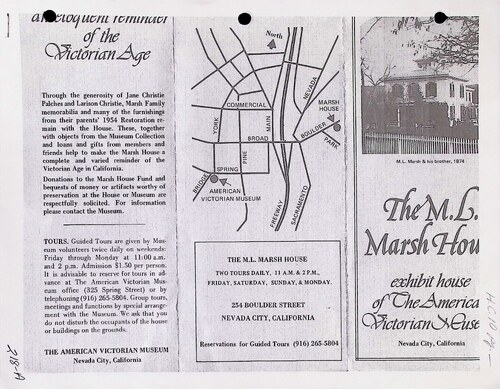 an eloquent reminder
of the
Victorian Age
Through the generosity of Jane Christie
Palches and Larison Christie, Marsh Family
memorabilia and many of the furnishings
from their parents' 1954 Restoration re-
main with the House. These, together
with objects from the Museum Collection
and loans and gifts from members and
friends help to make the Marsh House a
complete and varied reminder of the
Victorian Age in California.
Donations to the Marsh House Fund and
bequests of money or artifacts worthy of
preservation at the House or Museum are
respectfully solicited. For information
please contact the Museum.
TOURS. Guided Tours are given by Mus-
eum volunteers twice daily on weekends:
Friday through Monday at 11:00 a.m.
and 2 p.m. Admission $1.50 per person.
It is advisable to reserve for tours in ad-
vance at The American Victorian Mus-
eum office (325 Spring Street) or by
telephoning (916) 265-5804. Group tours,
meetings and functions by special arrange-
ment with the Museum. We ask that you
do not disturb the occupants of the house
or buildings on the grounds.
THE AMERICAN VICTORIAN MUSEUM
Nevada City, California
218-A
North
NEVADA
COMMERCIAL
MARSH
HOUSE
YORK
MAIN
BOULDER
BROAD
PARK
PINE
SPRING
BRIDGE
AMERICAN
VICTORIAN MUSEUM
FREEWAY
SACRAMENTO
THE M.L. MARSH HOUSE
TWO TOURS DAILY, 11 A.M. & 2 P.M.,
FRIDAY, SATURDAY, SUNDAY, & MONDAY.
254 BOULDER STREET
NEVADA CITY, CALIFORNIA
Reservations for Guided Tours (916) 265-5804
M.L. Marsh & his brother, 1874
The M.L.
Marsh Hou
exhibit house
of The America
Victorian Muse
Nevada City, California